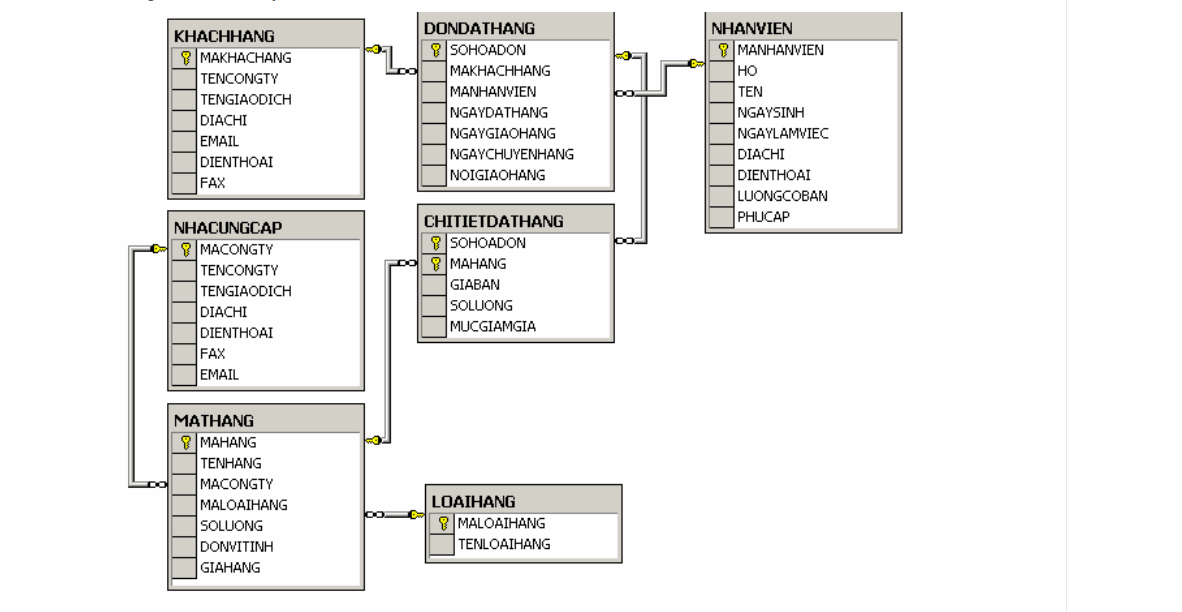 KHACHHANG
MAKHACHANG
TENCONGTY
TENGIAODICH
DIACHI
EMAIL
DIENTHOAI
FAX
DONDATHANG
SOHOADON
MAKHACHHANG
MANHANVIEN
NGAYDATHANG
NGAYGIAOHANG
NGAYCHUYENHANG
NOIGIAOHANG
NHANVIEN
MANHANVIEN
HO
TEN
NGAYSINH
NGAYLAMVIEC
DIACHI
DIENTHOAI
LUONGCOBAN
PHUCAP
NHACUNGCAP
MACONGTY
TENCONGTY
TENGIAODICH
DIACHI
DIENTHOAI
FAX
EMAIL
CHITIETDATHANG
SOHOADON
MAHANG
GIABAN
SOLUONG
MUCGIAMGIA
MATHANG
MAHANG
TENHANG
MACONGTY
MALOAIHANG
SOLUONG
DONVITINH
GIAHANG
LOAIHANG
MALOAIHANG
TENLOAIHANG